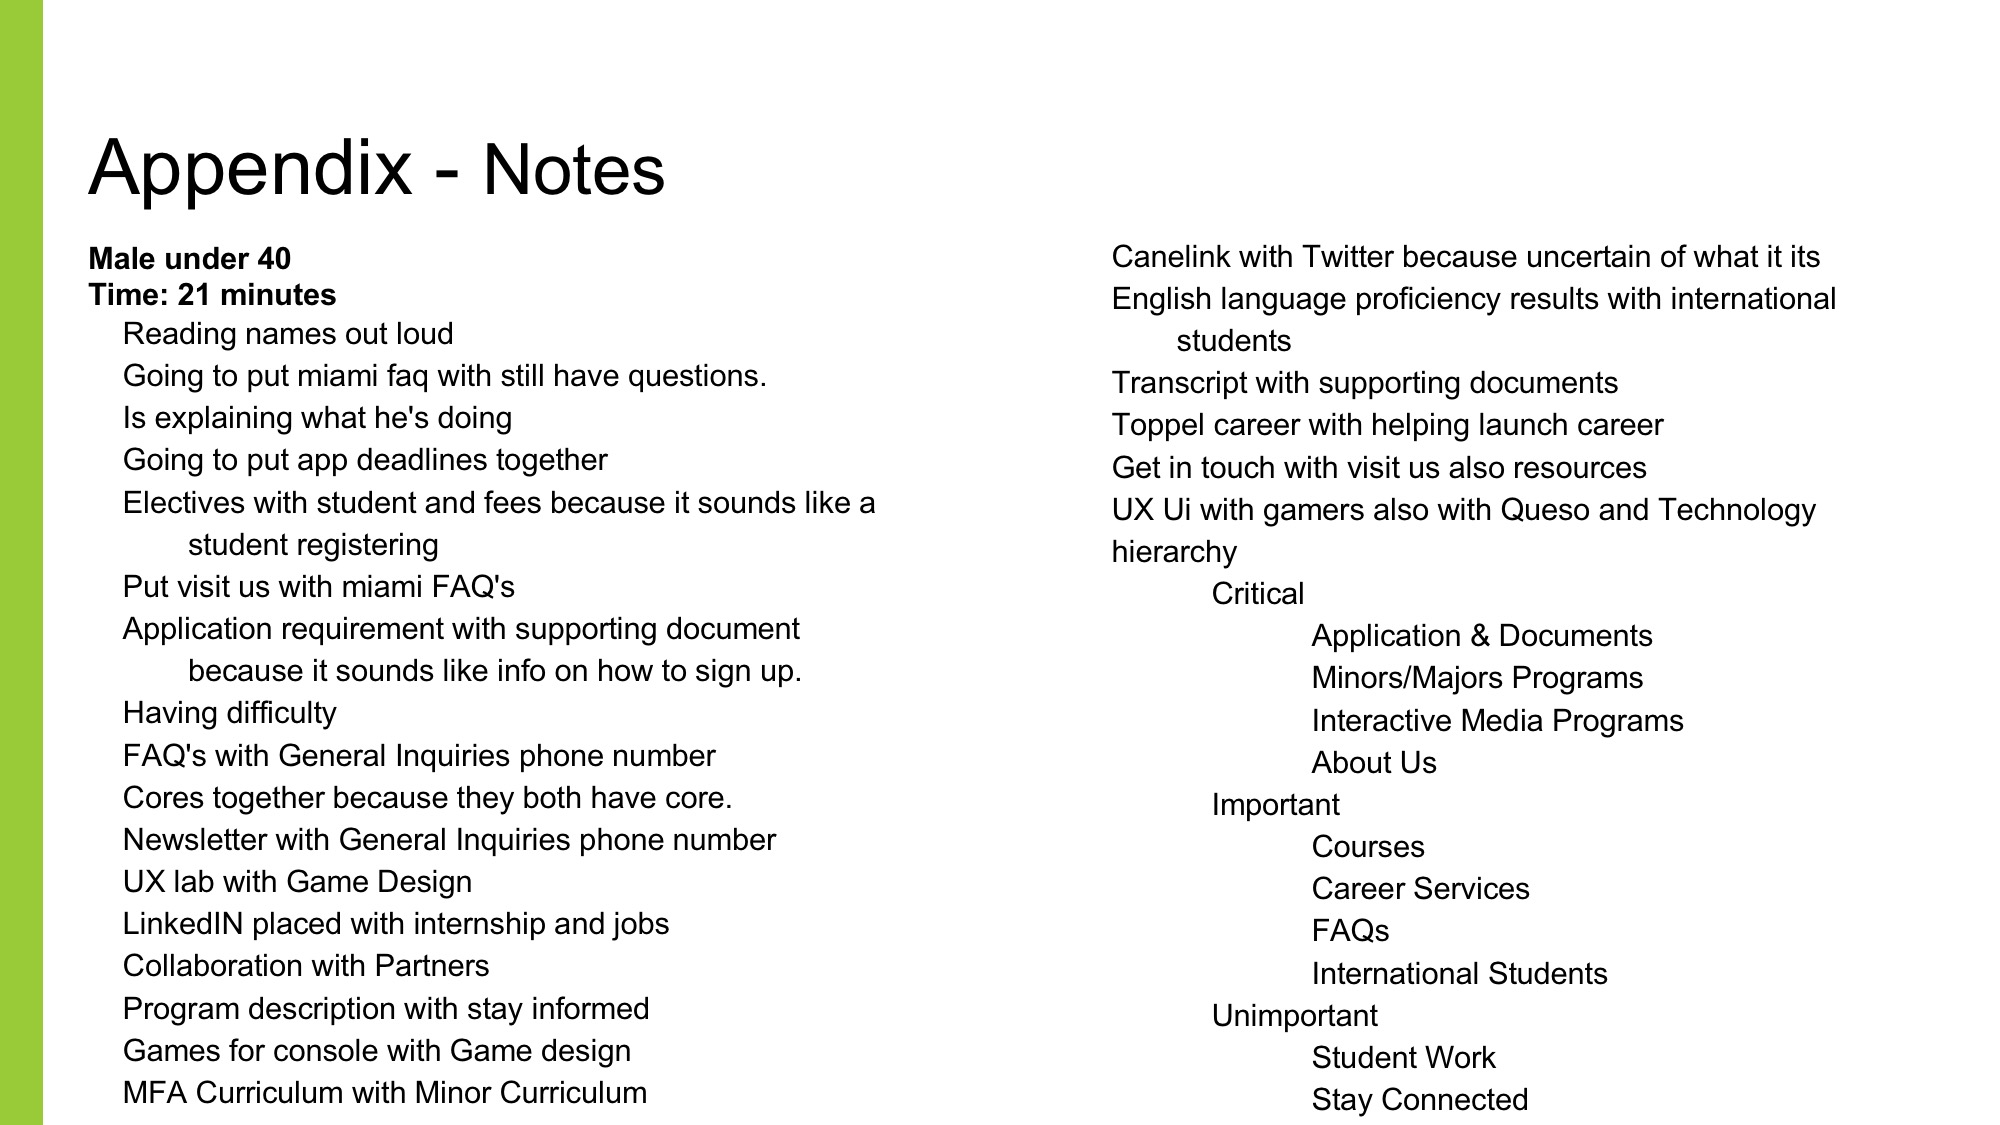 Appendix - Notes
Male under 40
Time: 21 minutes
Reading names out loud
Going to put miami faq with still have questions.
Is explaining what he's doing
Going to put app deadlines together
Electives with student and fees because it sounds like a
student registering
Put visit us with miami FAQ's
Application requirement with supporting document
because it sounds like info on how to sign up.
Having difficulty
FAQ's with General Inquiries phone number
Cores together because they both have core.
Newsletter with General Inquiries phone number
UX lab with Game Design
LinkedIN placed with internship and jobs
Collaboration with Partners
Program description with stay informed
Games for console with Game design
MFA Curriculum with Minor Curriculum
Canelink with Twitter because uncertain of what it its
English language proficiency results with international
students
Transcript with supporting documents
Toppel career with helping launch career
Get in touch with visit us also resources
UX Ui with gamers also with Queso and Technology
hierarchy
Critical
Application & Documents
Minors/Majors Programs
Interactive Media Programs
About Us
Important
Courses
Career Services
FAQs
International Students
Unimportant
Student Work
Stay Connected